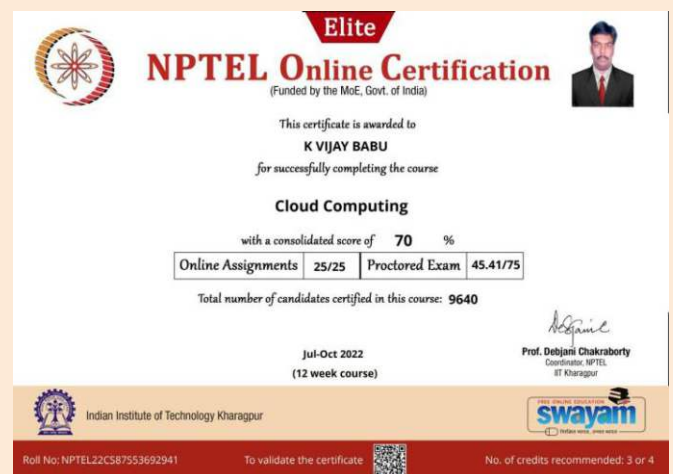 Elite
NPTEL Online Certification
(Funded by the MoE, Govt. of India)
This certificate is awarded to
K VIJAY BABU
for successfully completing the course
Cloud Computing
with a consolidated score of 70 %
Online Assignments 25/25 Proctored Exam 45.41/75
Total number of candidates certified in this course: 9640
Jul-Oct 2022
(12 week course)
Prof. Debjani Chakraborty
Coordinator, NPTEL
IIT Kharagpur
Indian Institute of Technology Kharagpur
FREE ONLINE EDUCATION
swayam
Roll No: NPTEL22CS87553692941 To validate the certificate No. of credits recommended: 3 or 4